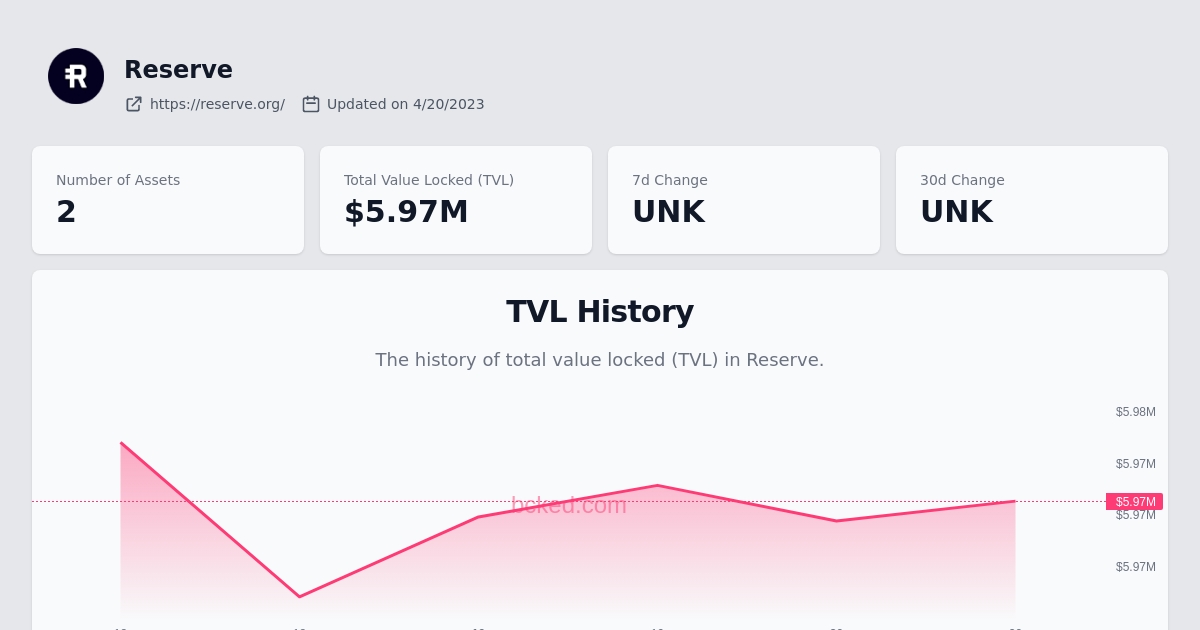 Reserve
https://reserve.org/ Updated on 4/20/2023
Number of Assets
2
Total Value Locked (TVL)
$5.97M
7d Change
UNK
30d Change
UNK
TVL History
The history of total value locked (TVL) in Reserve.
$5.98M
$5.97M
$5.97M
bcked.com
$5.97M
$5.97M